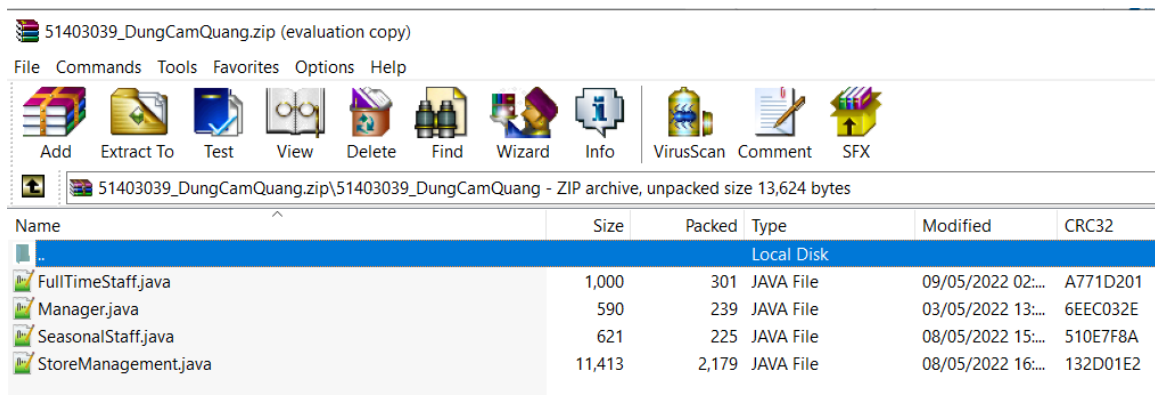 51403039_DungCamQuang.zip (evaluation copy)
File Commands Tools Favorites Options Help
Add Extract To Test View Delete Find Wizard Info VirusScan Comment SFX
51403039_DungCamQuang.zip\51403039_DungCamQuang - ZIP archive, unpacked size 13,624 bytes
Name Size Packed Type Modified CRC32
.. Local Disk
FullTimeStaff.java 1,000 301 JAVA File 09/05/2022 02:... A771D201
Manager.java 590 239 JAVA File 03/05/2022 13:... 6EEC032E
SeasonalStaff.java 621 225 JAVA File 08/05/2022 15:... 510E7F8A
StoreManagement.java 11,413 2,179 JAVA File 08/05/2022 16:... 132D01E2